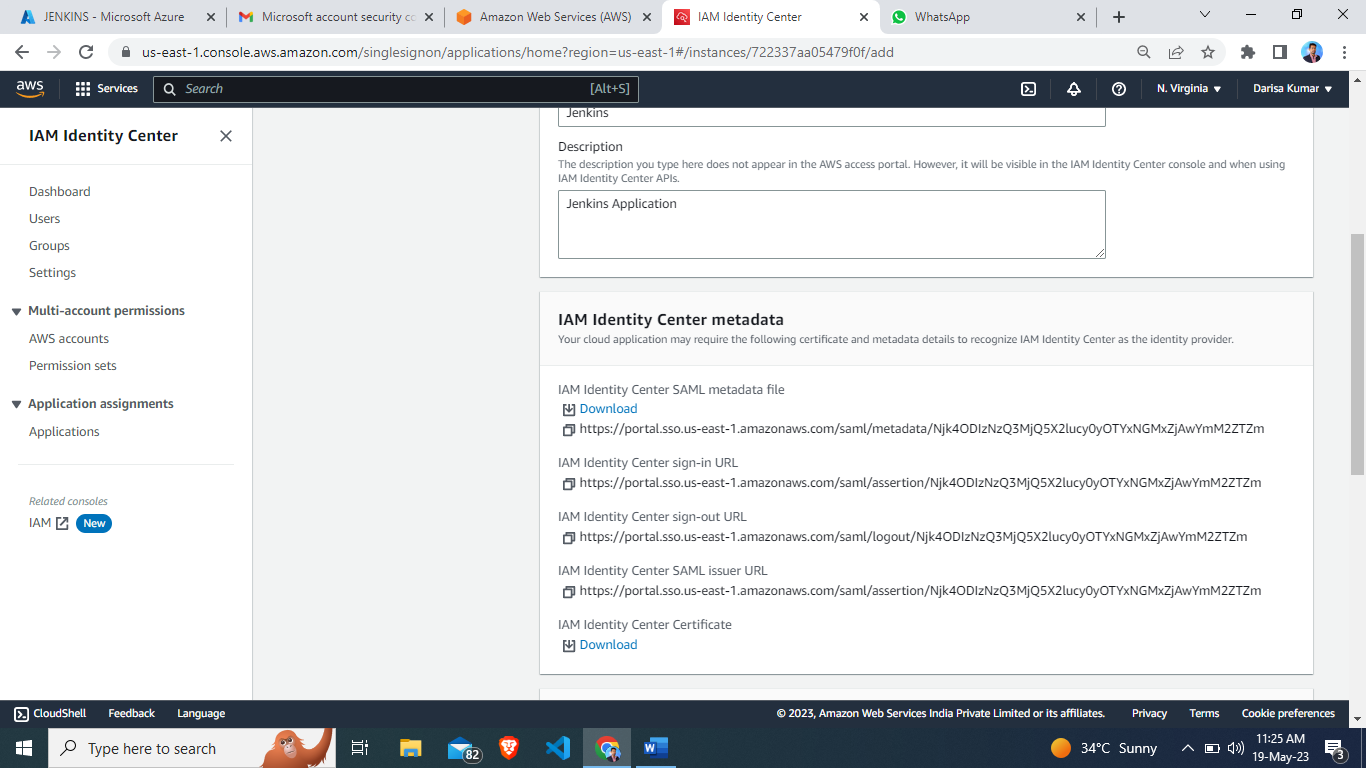 JENKINS - Microsoft Azure
Microsoft account security co
Amazon Web Services (AWS)
IAM Identity Center
WhatsApp
us-east-1.console.aws.amazon.com/singlesignon/applications/home?region=us-east-1#/instances/722337aa05479f0f/add
aws
Services
Search
[Alt+S]
N. Virginia
Darisa Kumar
IAM Identity Center
Dashboard
Users
Groups
Settings
Multi-account permissions
AWS accounts
Permission sets
Application assignments
Applications
Related consoles
IAM
New
Jenkins
Description
The description you type here does not appear in the AWS access portal. However, it will be visible in the IAM Identity Center console and when using
IAM Identity Center APIs.
Jenkins Application
IAM Identity Center metadata
Your cloud application may require the following certificate and metadata details to recognize IAM Identity Center as the identity provider.
IAM Identity Center SAML metadata file
Download
https://portal.sso.us-east-1.amazonaws.com/saml/metadata/Njk4ODIzNzQ3MjQ5X2lucy0yOTYxNGMxZjAwYmM2ZTZm
IAM Identity Center sign-in URL
https://portal.sso.us-east-1.amazonaws.com/saml/assertion/Njk4ODIzNzQ3MjQ5X2lucy0yOTYxNGMxZjAwYmM2ZTZm
IAM Identity Center sign-out URL
https://portal.sso.us-east-1.amazonaws.com/saml/logout/Njk4ODIzNzQ3MjQ5X2lucy0yOTYxNGMxZjAwYmM2ZTZm
IAM Identity Center SAML issuer URL
https://portal.sso.us-east-1.amazonaws.com/saml/assertion/Njk4ODIzNzQ3MjQ5X2lucy0yOTYxNGMxZjAwYmM2ZTZm
IAM Identity Center Certificate
Download
CloudShell
Feedback
Language
© 2023, Amazon Web Services India Private Limited or its affiliates.
Privacy
Terms
Cookie preferences
Type here to search
82
34°C Sunny
11:25 AM
19-May-23
3